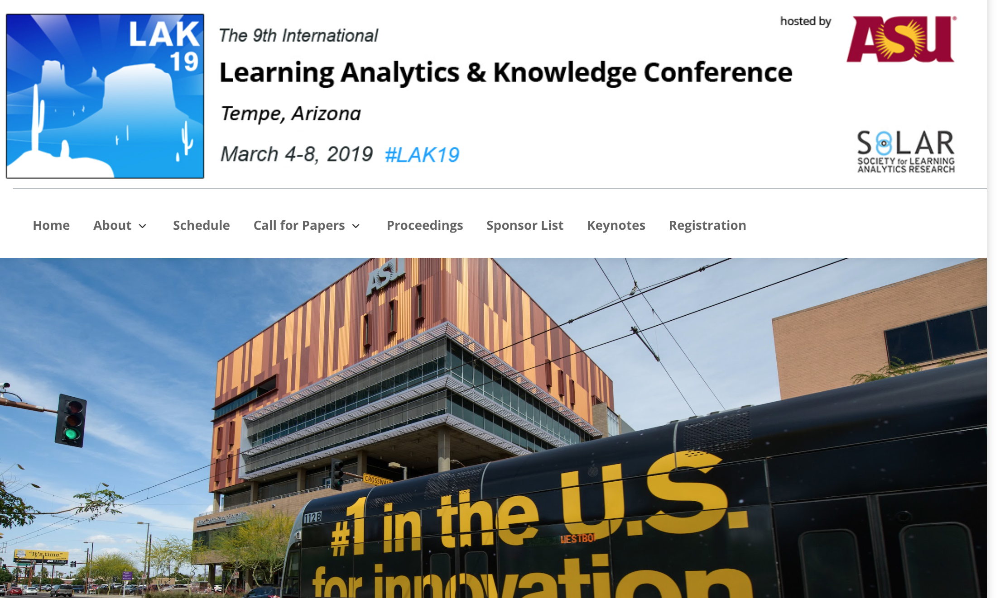 LAK
19
The 9th International
Learning Analytics & Knowledge Conference
Tempe, Arizona
March 4-8, 2019 #LAK19
hosted by
ASU
SOLAR
SOCIETY for LEARNING
ANALYTICS RESEARCH
Home About Schedule Call for Papers Proceedings Sponsor List Keynotes Registration
ASU
CROSSWALK
112B
#1 in the U.S.
WESTBO
for innovation
"It's time."